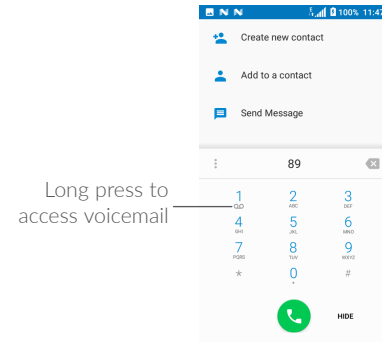 100% 11:47
Create new contact
Add to a contact
Send Message
89
Long press to
access voicemail
1 2 3
ABC DEF
4 5 6
GHI JKL MNO
7 8 9
PQRS TUV WXYZ
* 0 #
+
HIDE